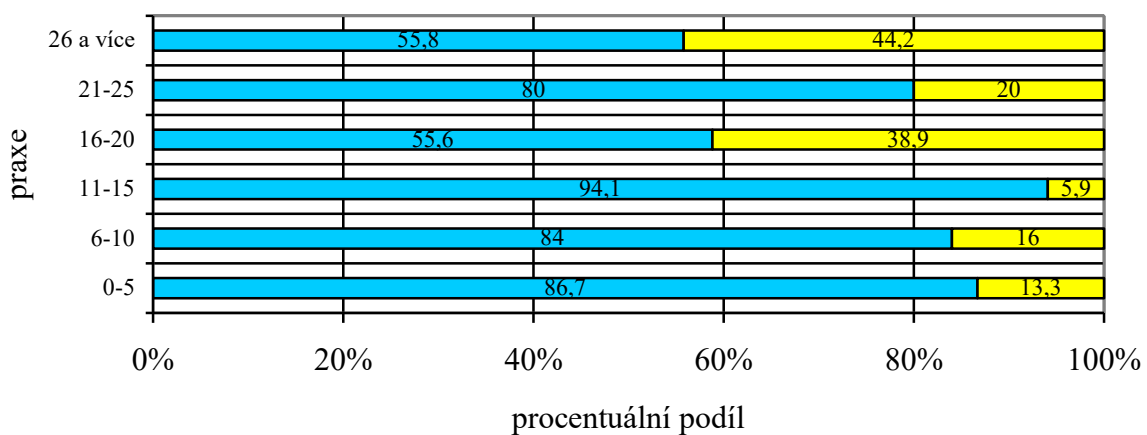 26 a více 55,8 44,2
21-25 80 20
16-20 55,6 38,9
11-15 94,1 5,9
6-10 84 16
0-5 86,7 13,3
praxe
0% 20% 40% 60% 80% 100%
procentuální podíl